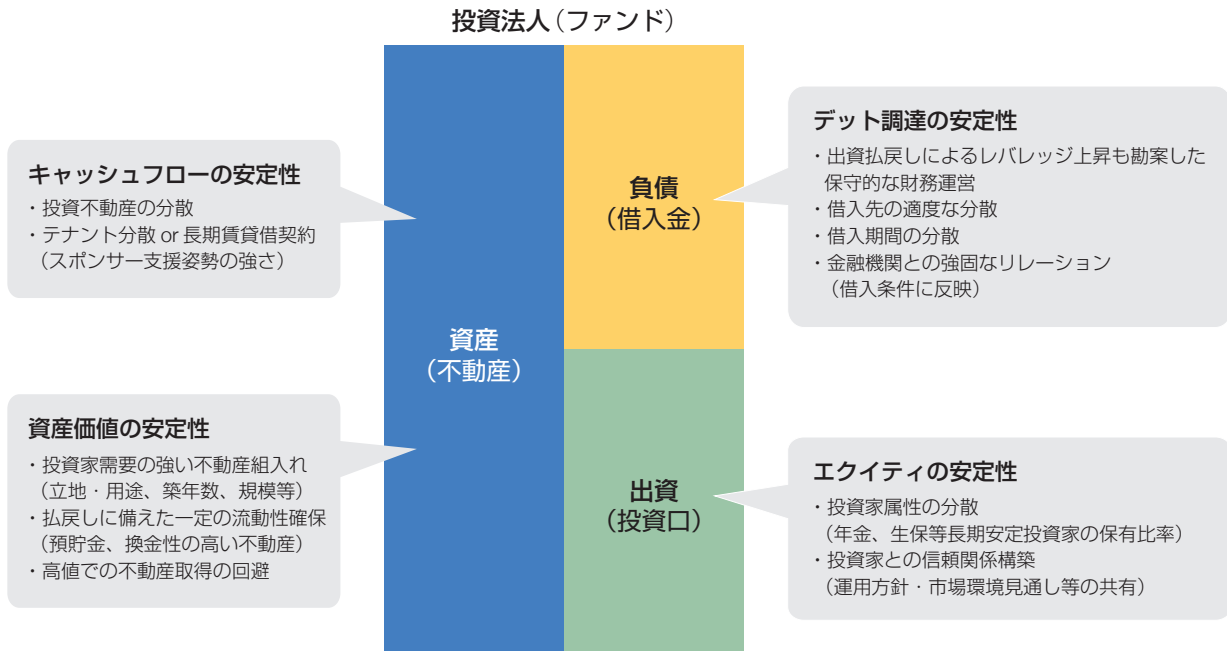 投資法人（ファンド）
キャッシュフローの安定性
・投資不動産の分散
・テナント分散 or 長期賃貸借契約
（スポンサー支援姿勢の強さ）
資産価値の安定性
・投資家需要の強い不動産組入れ
（立地・用途、築年数、規模等）
・払戻しに備えた一定の流動性確保
（預貯金、換金性の高い不動産）
・高値での不動産取得の回避
資産
（不動産）
負債
（借入金）
出資
（投資口）
デット調達の安定性
・出資払戻しによるレバレッジ上昇も勘案した
保守的な財務運営
・借入先の適度な分散
・借入期間の分散
・金融機関との強固なリレーション
（借入条件に反映）
エクイティの安定性
・投資家属性の分散
（年金、生保等長期安定投資家の保有比率）
・投資家との信頼関係構築
（運用方針・市場環境見通し等の共有）